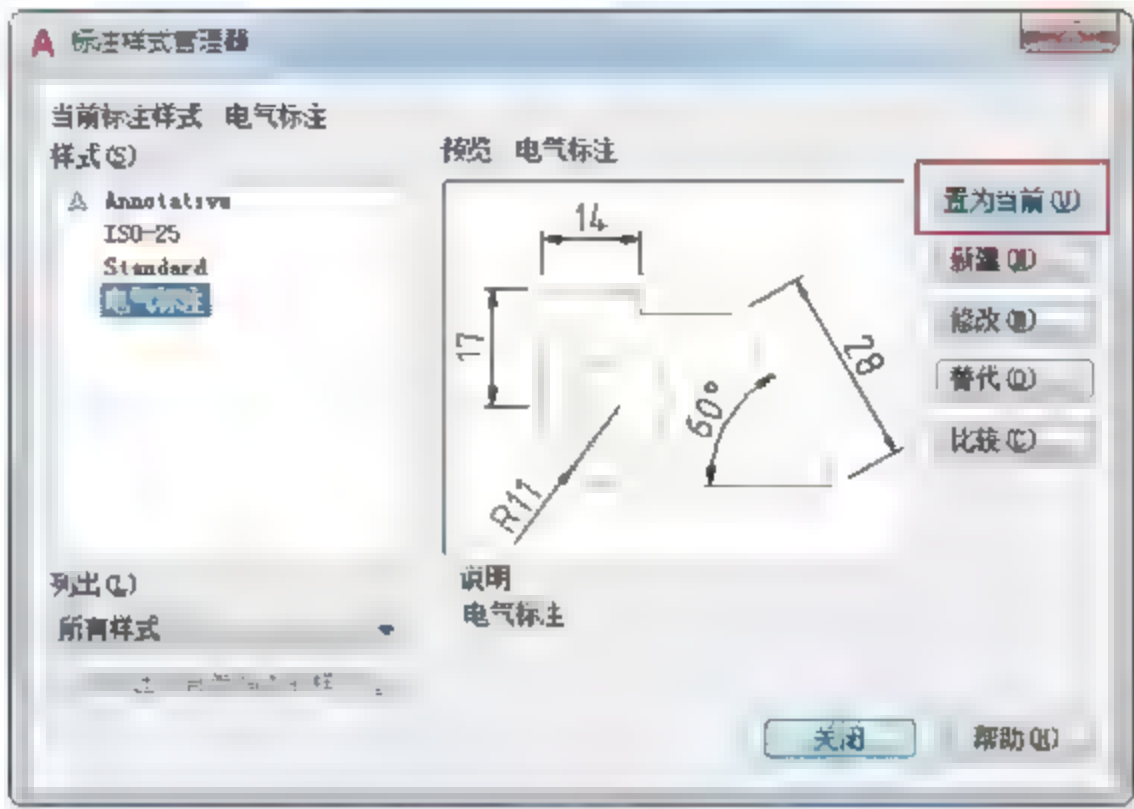 标注样式管理器
当前标注样式 电气标注
样式(S)
Annotative
ISO-25
Standard
电气标注
预览 电气标注
14
17
28
60°
R11
置为当前(U)
新建(N)
修改(M)
替代(O)
比较(C)
列出(L)
所有样式
说明
电气标注
关闭
帮助(H)